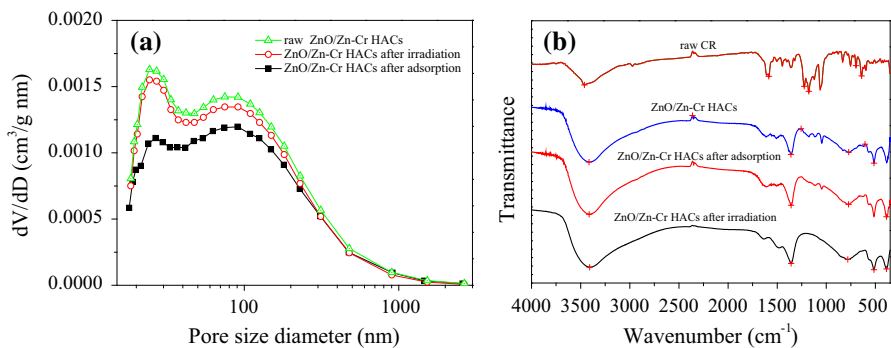 (a)
raw ZnO/Zn-Cr HACs
ZnO/Zn-Cr HACs after irradiation
ZnO/Zn-Cr HACs after adsorption
dV/dD (cm³/g nm)
0.0020
0.0015
0.0010
0.0005
0.0000
100
1000
Pore size diameter (nm)
(b)
raw CR
ZnO/Zn-Cr HACs
ZnO/Zn-Cr HACs after adsorption
ZnO/Zn-Cr HACs after irradiation
Transmittance
4000 3500 3000 2500 2000 1500 1000 500
Wavenumber (cm⁻¹)